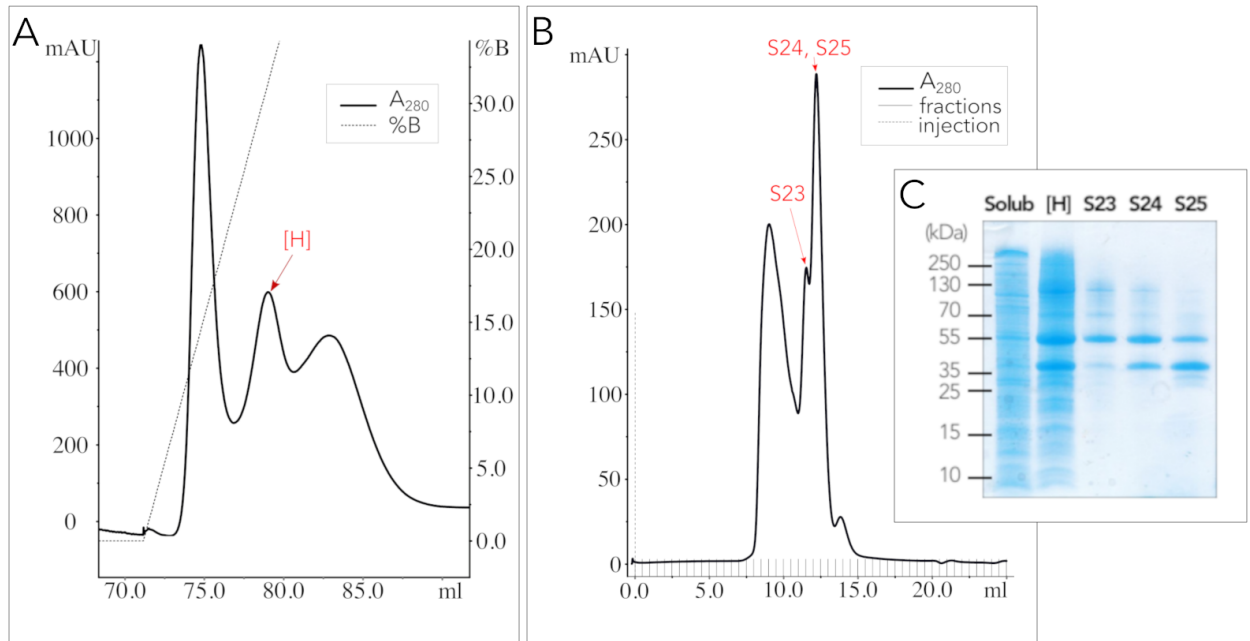 A
mAU
%B
A280
%B
1000
800
600
400
200
0
30.0
25.0
20.0
15.0
10.0
5.0
0.0
[H]
70.0 75.0 80.0 85.0 ml
B
mAU
S24, S25
A280
fractions
injection
S23
250
200
150
100
50
0
0.0 5.0 10.0 15.0 20.0 ml
C
Solub [H] S23 S24 S25
(kDa)
250
130
70
55
35
25
15
10